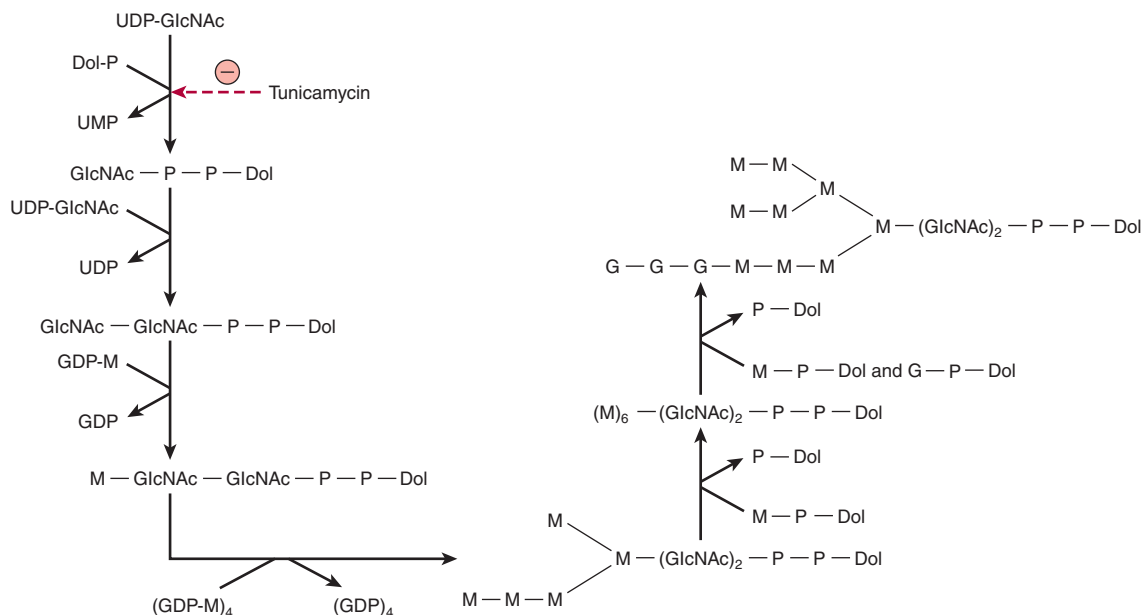 UDP-GlcNAc
Dol-P
−
Tunicamycin
UMP
GlcNAc — P — P — Dol
UDP-GlcNAc
UDP
GlcNAc — GlcNAc — P — P — Dol
GDP-M
GDP
M — GlcNAc — GlcNAc — P — P — Dol
(GDP-M)₄
(GDP)₄
M
M — (GlcNAc)₂ — P — P — Dol
M — M — M
M — P — Dol
P — Dol
(M)₆ — (GlcNAc)₂ — P — P — Dol
M — P — Dol and G — P — Dol
P — Dol
M — M
M
M — M
M — (GlcNAc)₂ — P — P — Dol
G — G — G — M — M — M